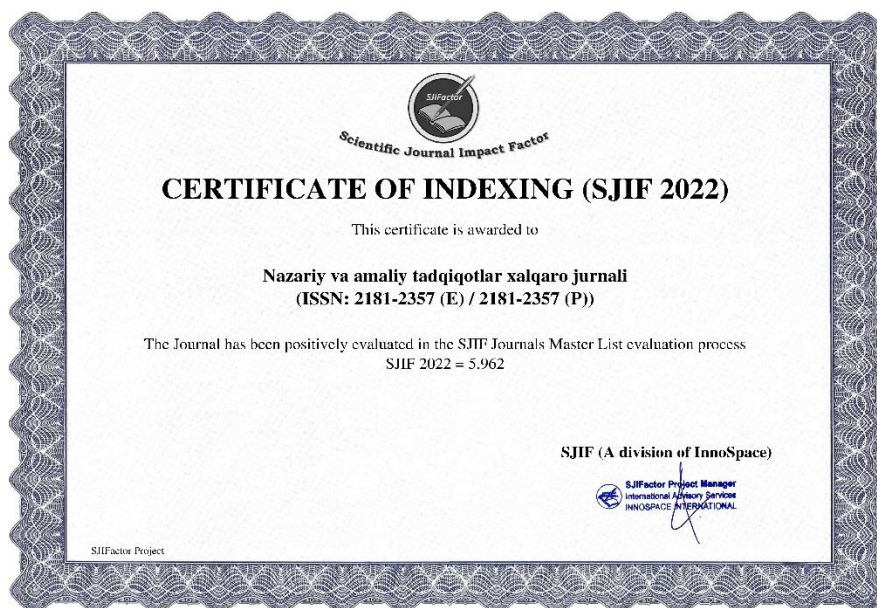 SJIFactor
Scientific Journal Impact Factor
CERTIFICATE OF INDEXING (SJIF 2022)
This certificate is awarded to
Nazariy va amaliy tadqiqotlar xalqaro jurnali
(ISSN: 2181-2357 (E) / 2181-2357 (P))
The Journal has been positively evaluated in the SJIF Journals Master List evaluation process
SJIF 2022 = 5.962
SJIF (A division of InnoSpace)
SJIFactor Project Manager
International Advisory Services
INNOSPACE INTERNATIONAL
SJIFactor Project